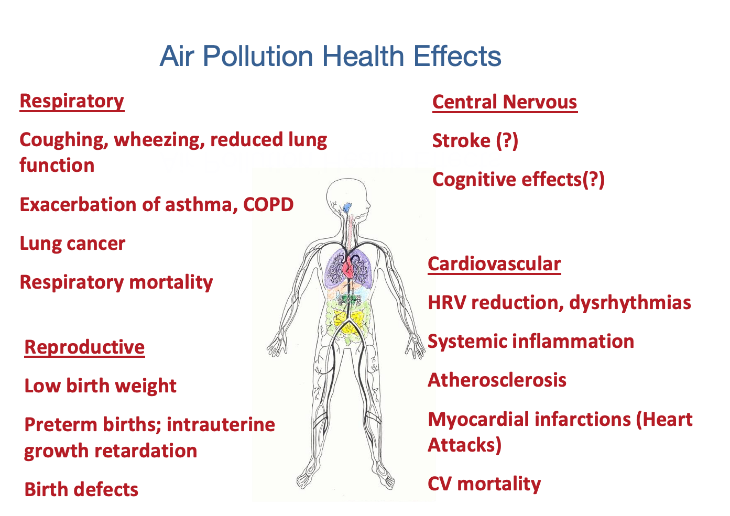 Air Pollution Health Effects
Respiratory
Coughing, wheezing, reduced lung
function
Exacerbation of asthma, COPD
Lung cancer
Respiratory mortality
Reproductive
Low birth weight
Preterm births; intrauterine
growth retardation
Birth defects
Central Nervous
Stroke (?)
Cognitive effects(?)
Cardiovascular
HRV reduction, dysrhythmias
Systemic inflammation
Atherosclerosis
Myocardial infarctions (Heart
Attacks)
CV mortality